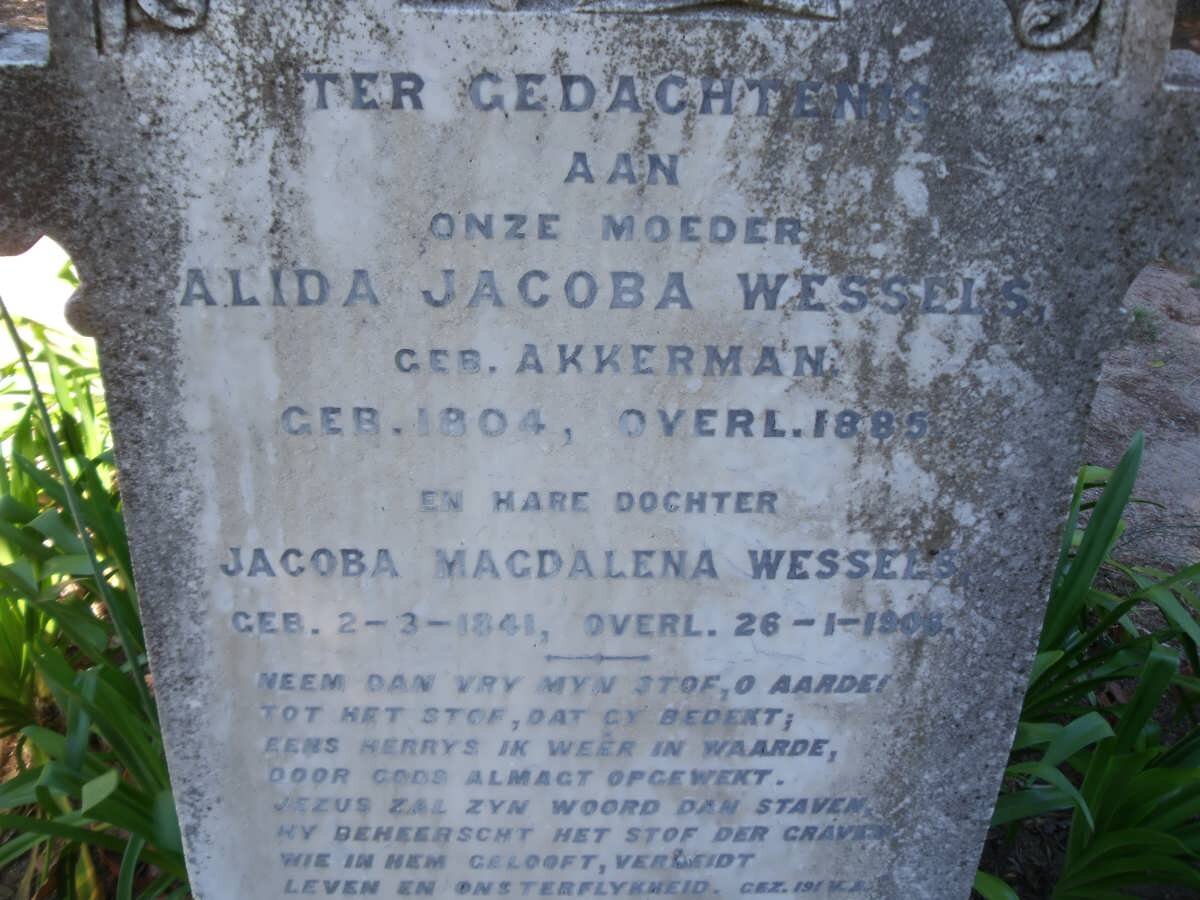 TER GEDACHTENIS
AAN
ONZE MOEDER
ALIDA JACOBA WESSELS,
GEB. AKKERMAN.
GEB. 1804, OVERL. 1885
EN HARE DOCHTER
JACOBA MAGDALENA WESSELS,
GEB. 2-3-1841, OVERL. 26-1-
NEEM DAN VRY MYN STOF, O AARDE!
TOT HET STOF, DAT GY BEDEKT;
EENS HERRYS IK WEÊR IN WAARDE,
DOOR GODS ALMAGT OPGEWEKT.
JEZUS ZAL ZYN WOORD DAN STAVEN,
HY BEHEERSCHT HET STOF DER GRAVEN
WIE IN HEM GELOOFT, VERBEIDT
LEVEN EN ONSTERFLYKHEID. GEZ.